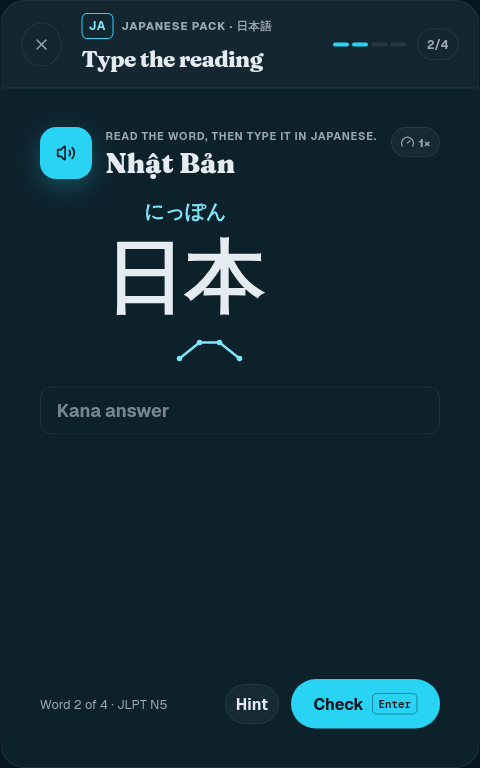 JA JAPANESE PACK · 日本語
Type the reading
2/4
READ THE WORD, THEN TYPE IT IN JAPANESE.
1×
Nhật Bản
にっぽん
日本
Kana answer
Word 2 of 4 · JLPT N5
Hint
Check Enter